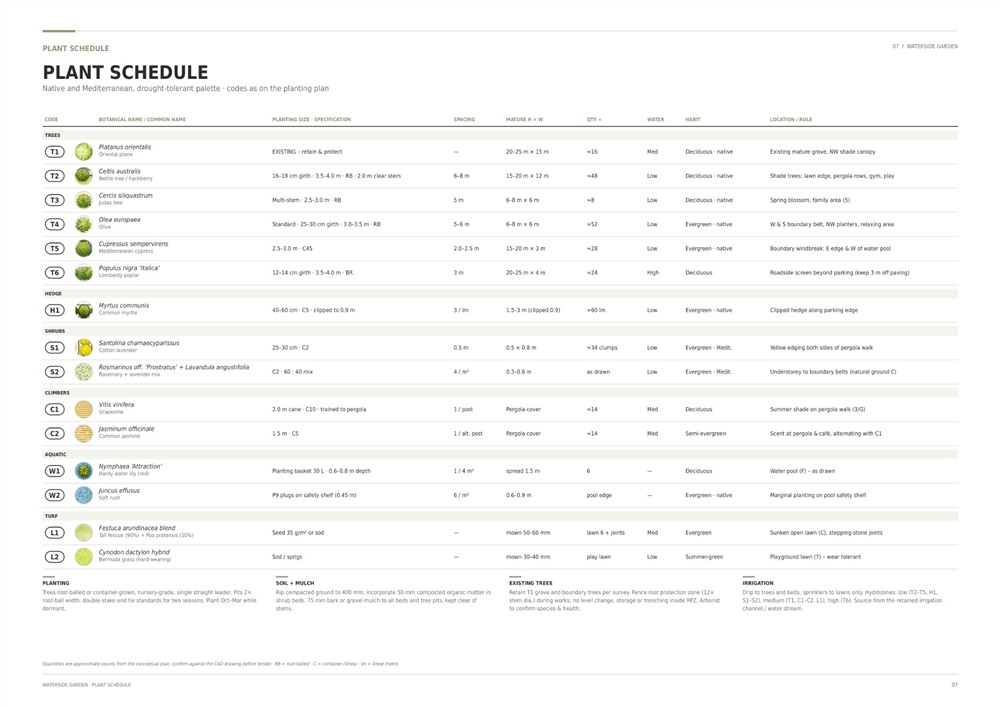 PLANT SCHEDULE
07 / WATERSIDE GARDEN
PLANT SCHEDULE
Native and Mediterranean, drought-tolerant palette · codes as on the planting plan
CODE BOTANICAL NAME / COMMON NAME PLANTING SIZE · SPECIFICATION SPACING MATURE H × W QTY ≈ WATER HABIT LOCATION / ROLE
TREES
T1 Platanus orientalis EXISTING – retain & protect — 20–25 m × 15 m ≈16 Med Deciduous · native Existing mature grove, NW shade canopy
Oriental plane
T2 Celtis australis 16–18 cm girth · 3.5–4.0 m · RB · 2.0 m clear stem 6–8 m 15–20 m × 12 m ≈48 Low Deciduous · native Shade trees: lawn edge, pergola rows, gym, play
Nettle tree / hackberry
T3 Cercis siliquastrum Multi-stem · 2.5–3.0 m · RB 5 m 6–8 m × 6 m ≈8 Low Deciduous · native Spring blossom, family area (5)
Judas tree
T4 Olea europaea Standard · 25–30 cm girth · 3.0–3.5 m · RB 5–6 m 6–8 m × 6 m ≈52 Low Evergreen · native W & S boundary belt, NW planters, relaxing area
Olive
T5 Cupressus sempervirens 2.5–3.0 m · C45 2.0–2.5 m 15–20 m × 3 m ≈28 Low Evergreen · native Boundary windbreak: E edge & W of water pool
Mediterranean cypress
T6 Populus nigra 'Italica' 12–14 cm girth · 3.5–4.0 m · BR 3 m 20–25 m × 4 m ≈24 High Deciduous Roadside screen beyond parking (keep 3 m off paving)
Lombardy poplar
HEDGE
H1 Myrtus communis 40–60 cm · C5 · clipped to 0.9 m 3 / lm 1.5–3 m (clipped 0.9) ≈60 lm Low Evergreen · native Clipped hedge along parking edge
Common myrtle
SHRUBS
S1 Santolina chamaecyparissus 25–30 cm · C2 0.5 m 0.5 × 0.8 m ≈34 clumps Low Evergreen · Medit. Yellow edging both sides of pergola walk
Cotton lavender
S2 Rosmarinus off. 'Prostratus' + Lavandula angustifolia C2 · 60 : 40 mix 4 / m² 0.3–0.6 m as drawn Low Evergreen · Medit. Understorey to boundary belts (natural ground C)
Rosemary + lavender mix
CLIMBERS
C1 Vitis vinifera 2.0 m cane · C10 · trained to pergola 1 / post Pergola cover ≈14 Med Deciduous Summer shade on pergola walk (3/G)
Grapevine
C2 Jasminum officinale 1.5 m · C5 1 / alt. post Pergola cover ≈14 Med Semi-evergreen Scent at pergola & café, alternating with C1
Common jasmine
AQUATIC
W1 Nymphaea 'Attraction' Planting basket 30 L · 0.6–0.8 m depth 1 / 4 m² spread 1.5 m 6 — Deciduous Water pool (F) – as drawn
Hardy water lily (red)
W2 Juncus effusus P9 plugs on safety shelf (0.45 m) 6 / m² 0.6–0.9 m pool edge — Evergreen · native Marginal planting on pool safety shelf
Soft rush
TURF
L1 Festuca arundinacea blend Seed 35 g/m² or sod — mown 50–60 mm lawn 6 + joints Med Evergreen Sunken open lawn (C), stepping-stone joints
Tall fescue (90%) + Poa pratensis (10%)
L2 Cynodon dactylon hybrid Sod / sprigs — mown 30–40 mm play lawn Low Summer-green Playground lawn (7) – wear tolerant
Bermuda grass (hard-wearing)
PLANTING
Trees root-balled or container-grown, nursery-grade, single straight leader. Pits 2×
root-ball width; double-stake and tie standards for two seasons. Plant Oct–Mar while
dormant.
SOIL + MULCH
Rip compacted ground to 400 mm; incorporate 50 mm composted organic matter in
shrub beds, 75 mm bark or gravel mulch to all beds and tree pits, kept clear of
stems.
EXISTING TREES
Retain T1 grove and boundary trees per survey. Fence root protection zone (12×
stem dia.) during works; no level change, storage or trenching inside RPZ. Arborist
to confirm species & health.
IRRIGATION
Drip to trees and beds, sprinklers to lawns only. Hydrozones: low (T2–T5, H1,
S1–S2), medium (T1, C1–C2, L1), high (T6). Source from the retained irrigation
channel / water stream.
Quantities are approximate counts from the conceptual plan; confirm against the CAD drawing before tender · RB = root-balled · C = container (litres) · lm = linear metre.
WATERSIDE GARDEN · PLANT SCHEDULE
07